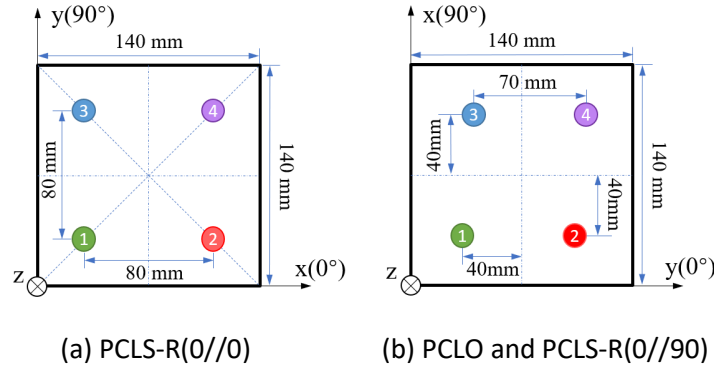 y(90°)
140 mm
3
4
80 mm
140 mm
1
2
80 mm
x(0°)
z
(a) PCLS-R(0//0)
x(90°)
140 mm
70 mm
3
4
40mm
140 mm
40mm
1
2
40mm
y(0°)
z
(b) PCLO and PCLS-R(0//90)